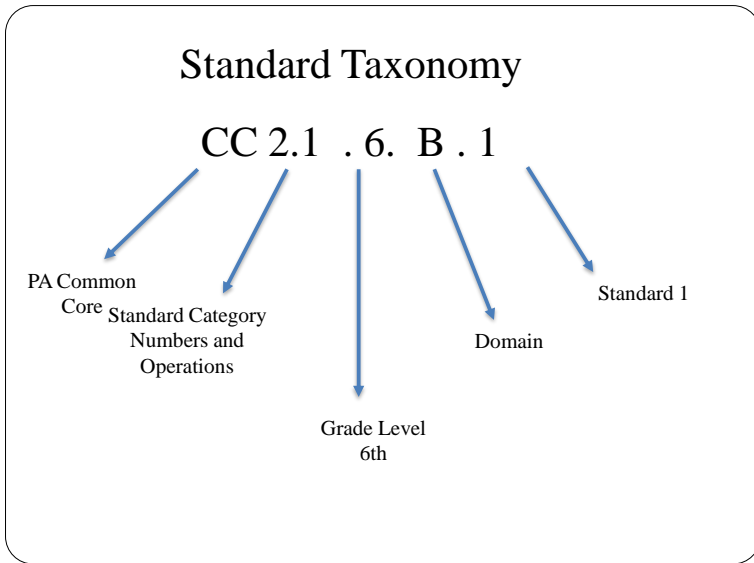 Standard Taxonomy
CC 2.1 . 6. B . 1
PA Common
Core
Standard Category
Numbers and
Operations
Grade Level
6th
Domain
Standard 1